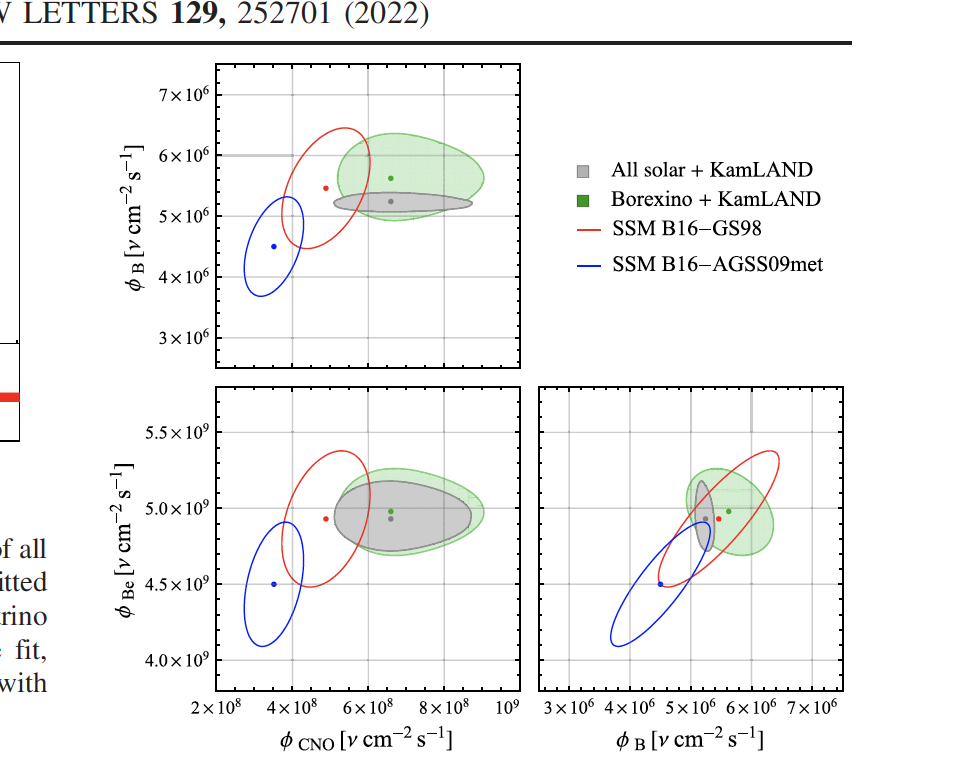 W LETTERS 129, 252701 (2022)
7×10⁶
6×10⁶
5×10⁶
4×10⁶
3×10⁶
ϕ B [ν cm⁻² s⁻¹]
All solar + KamLAND
Borexino + KamLAND
SSM B16−GS98
SSM B16−AGSS09met
5.5×10⁹
5.0×10⁹
4.5×10⁹
4.0×10⁹
ϕ Be [ν cm⁻² s⁻¹]
2×10⁸ 4×10⁸ 6×10⁸ 8×10⁸ 10⁹
ϕ CNO [ν cm⁻² s⁻¹]
3×10⁶ 4×10⁶ 5×10⁶ 6×10⁶ 7×10⁶
ϕ B [ν cm⁻² s⁻¹]
of all
itted
trino
e fit,
with